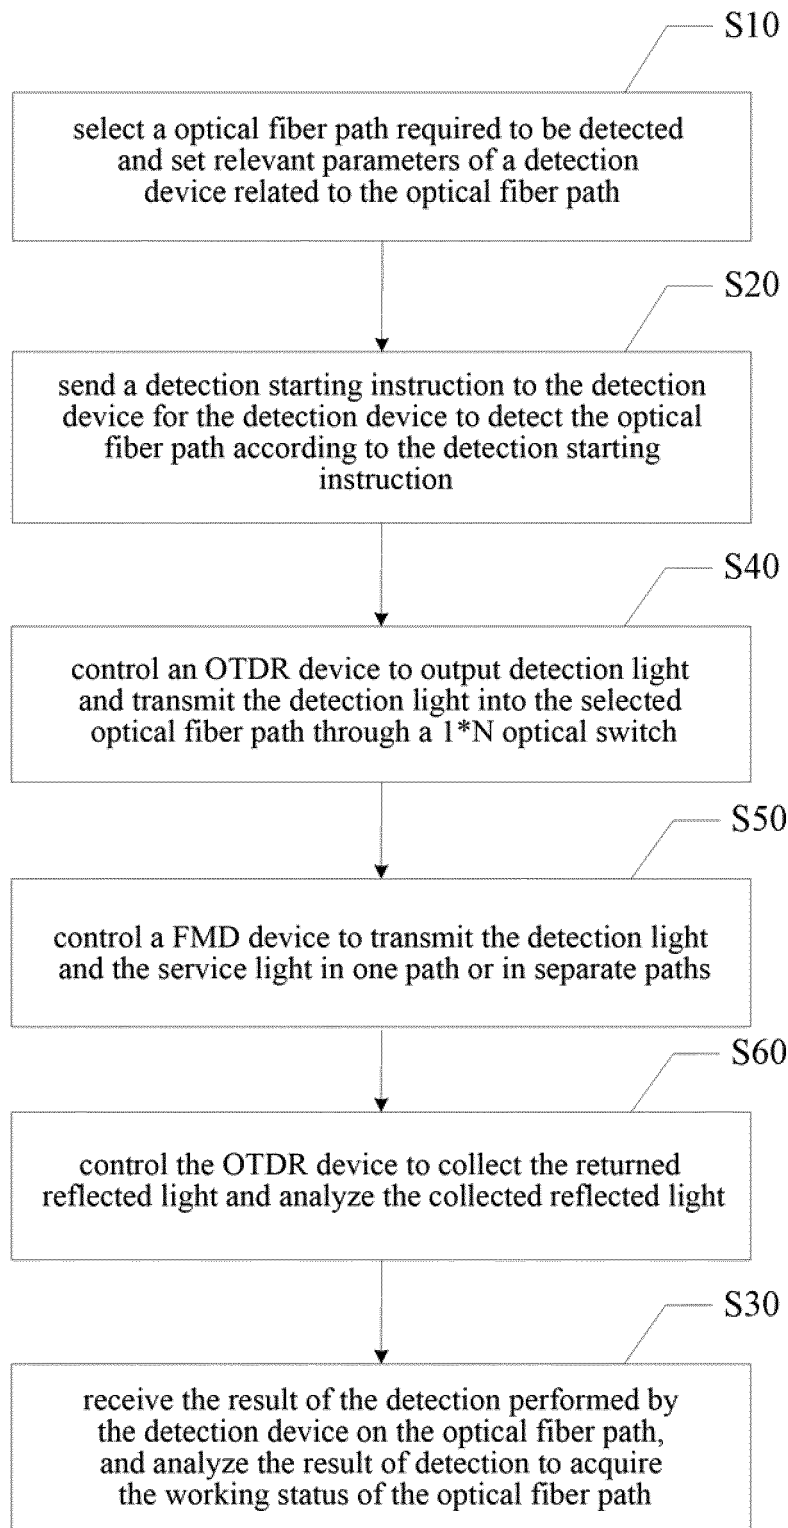 S10
select a optical fiber path required to be detected
and set relevant parameters of a detection
device related to the optical fiber path
S20
send a detection starting instruction to the detection
device for the detection device to detect the optical
fiber path according to the detection starting
instruction
S40
control an OTDR device to output detection light
and transmit the detection light into the selected
optical fiber path through a 1*N optical switch
S50
control a FMD device to transmit the detection light
and the service light in one path or in separate paths
S60
control the OTDR device to collect the returned
reflected light and analyze the collected reflected light
S30
receive the result of the detection performed by
the detection device on the optical fiber path,
and analyze the result of detection to acquire
the working status of the optical fiber path